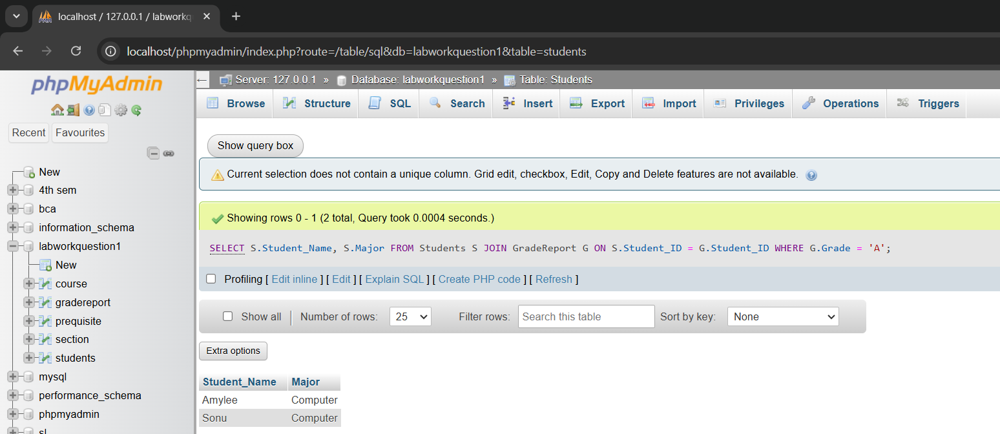 localhost / 127.0.0.1 / labworkq
localhost/phpmyadmin/index.php?route=/table/sql&db=labworkquestion1&table=students
phpMyAdmin
Recent Favourites
New
4th sem
bca
information_schema
labworkquestion1
New
course
gradereport
prequisite
section
students
mysql
performance_schema
phpmyadmin
sl
Server: 127.0.0.1 » Database: labworkquestion1 » Table: Students
Browse Structure SQL Search Insert Export Import Privileges Operations Triggers
Show query box
Current selection does not contain a unique column. Grid edit, checkbox, Edit, Copy and Delete features are not available.
Showing rows 0 - 1 (2 total, Query took 0.0004 seconds.)
SELECT S.Student_Name, S.Major FROM Students S JOIN GradeReport G ON S.Student_ID = G.Student_ID WHERE G.Grade = 'A';
Profiling [ Edit inline ] [ Edit ] [ Explain SQL ] [ Create PHP code ] [ Refresh ]
Show all Number of rows: 25 Filter rows: Search this table Sort by key: None
Extra options
Student_Name Major
Amylee Computer
Sonu Computer